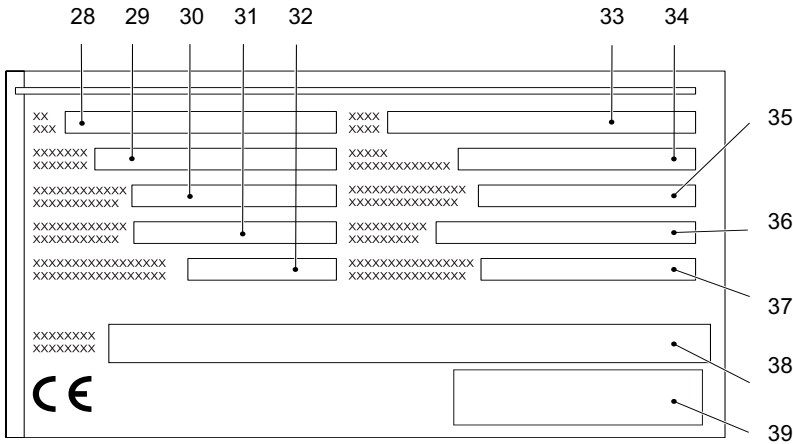 28 29 30 31 32 33 34
XX XXXX
XXX XXXX
35
XXXXXXX XXXXX
XXXXXXX XXXXXXXXXXXXX
XXXXXXXXXXXX XXXXXXXXXXXXXXX
XXXXXXXXXXX XXXXXXXXXXXXXX
36
XXXXXXXXXXXX XXXXXXXXXX
XXXXXXXXXXX XXXXXXXXX
XXXXXXXXXXXXXXXXX XXXXXXXXXXXXXXXX
XXXXXXXXXXXXXXXXX XXXXXXXXXXXXXXX
37
XXXXXXXX
XXXXXXXX
38
CE
39